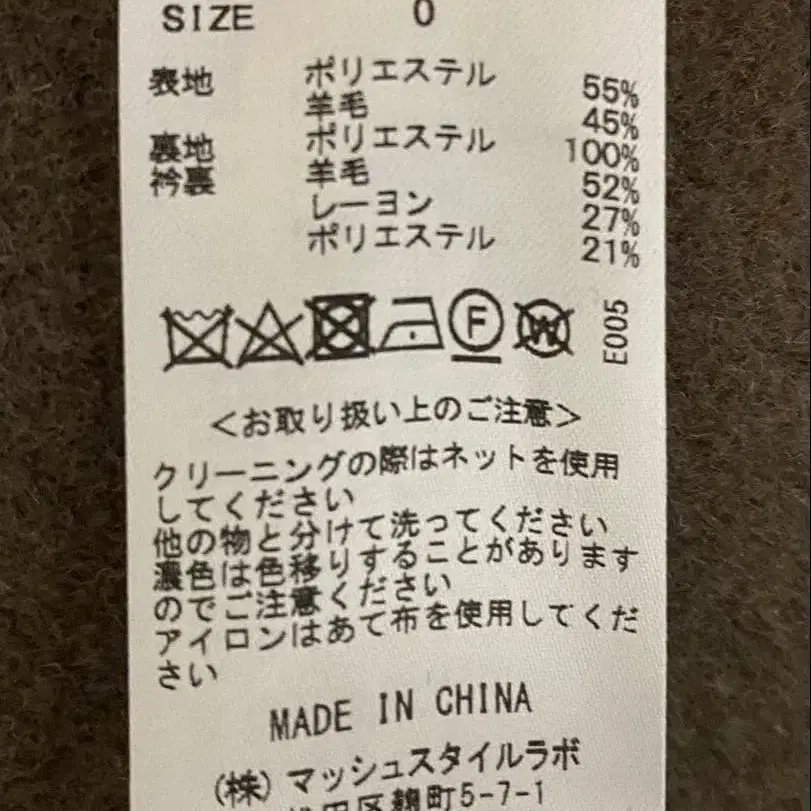 SIZE 0
表地 ポリエステル 55%
羊毛 45%
裏地 ポリエステル 100%
衿裏 羊毛 52%
レーヨン 27%
ポリエステル 21%
F W E005
<お取り扱い上のご注意>
クリーニングの際はネットを使用
してください
他の物と分けて洗ってください
濃色は色移りすることがあります
のでご注意ください
アイロンはあて布を使用してくだ
さい
MADE IN CHINA
(株) マッシュスタイルラボ
区麹町5-7-1